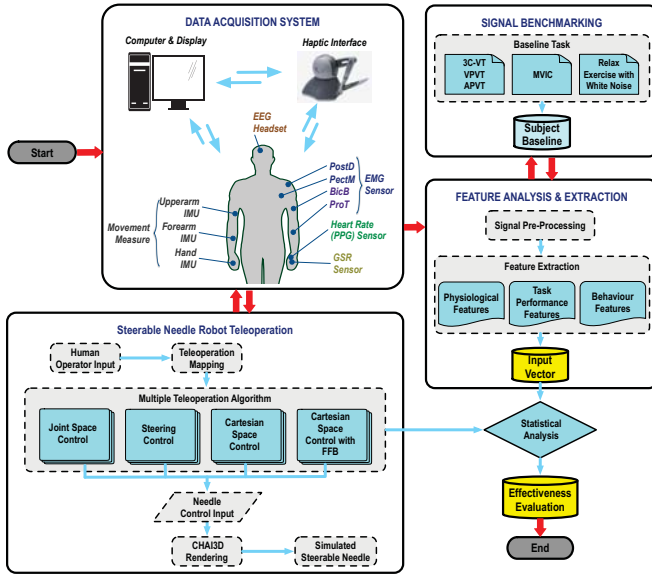 DATA ACQUISITION SYSTEM
Computer & Display
Haptic Interface
EEG
Headset
PostD
PectM
BicB
ProT
EMG
Sensor
Upperarm
IMU
Movement
Measure
Forearm
IMU
Hand
IMU
Heart Rate
(PPG) Sensor
GSR
Sensor
Start
SIGNAL BENCHMARKING
Baseline Task
3C-VT
VPVT
APVT
MVIC
Relax
Exercise with
White Noise
Subject
Baseline
FEATURE ANALYSIS & EXTRACTION
Signal Pre-Processing
Feature Extraction
Physiological
Features
Task
Performance
Features
Behaviour
Features
Input
Vector
Steerable Needle Robot Teleoperation
Human
Operator Input
Teleoperation
Mapping
Multiple Teleoperation Algorithm
Joint Space
Control
Steering
Control
Cartesian
Space
Control
Cartesian
Space
Control with
FFB
Needle
Control Input
CHAI3D
Rendering
Simulated
Steerable Needle
Statistical
Analysis
Effectiveness
Evaluation
End